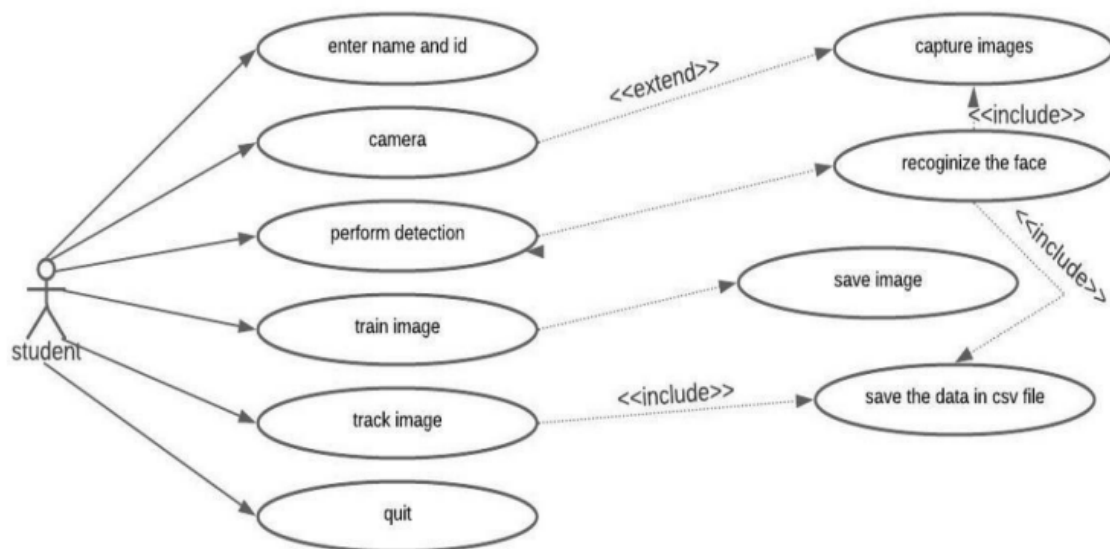 enter name and id
capture images
<<extend>>
<<include>>
camera
recoginize the face
perform detection
<<include>>
save image
train image
student
<<include>>
save the data in csv file
track image
quit